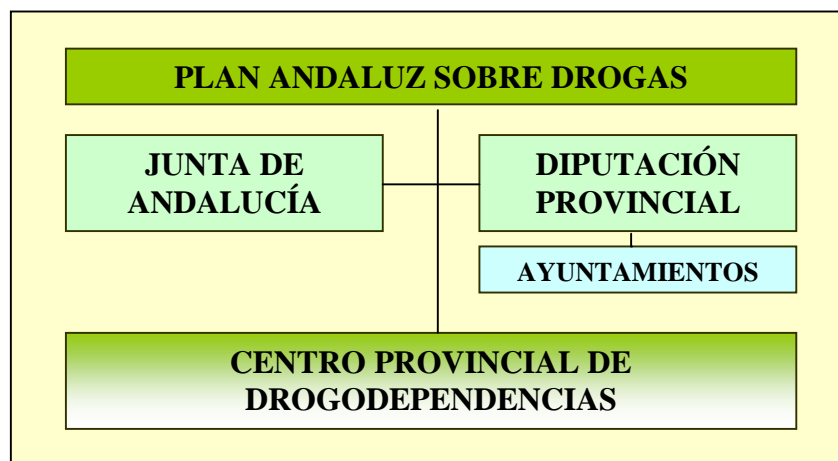 PLAN ANDALUZ SOBRE DROGAS
JUNTA DE
ANDALUCÍA
DIPUTACIÓN
PROVINCIAL
AYUNTAMIENTOS
CENTRO PROVINCIAL DE
DROGODEPENDENCIAS